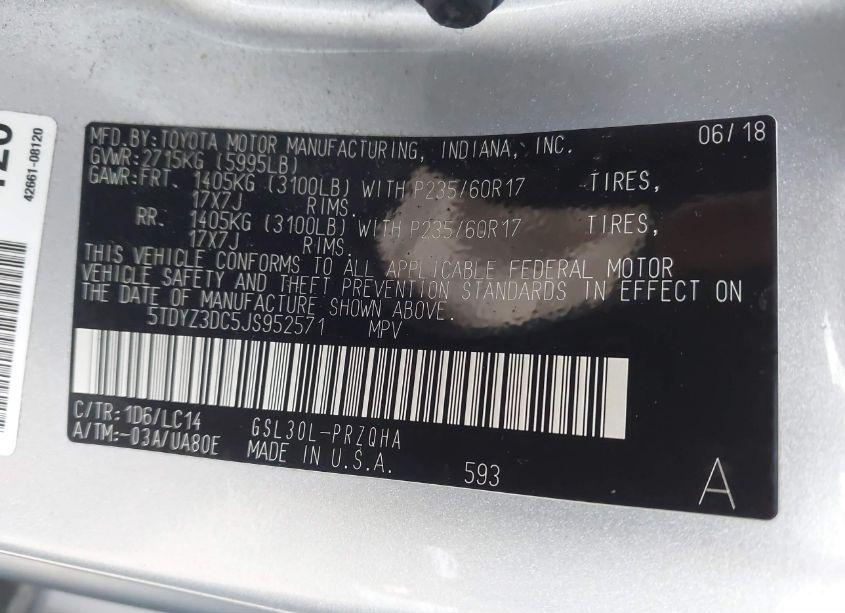 MFD.BY:TOYOTA MOTOR MANUFACTURING, INDIANA, INC. 06/18
GVWR:2715KG (5995LB)
GAWR:FRT. 1405KG (3100LB) WITH P235/60R17 TIRES,
17X7J RIMS.
RR. 1405KG (3100LB) WITH P235/60R17 TIRES,
17X7J RIMS.
THIS VEHICLE CONFORMS TO ALL APPLICABLE FEDERAL MOTOR
VEHICLE SAFETY AND THEFT PREVENTION STANDARDS IN EFFECT ON
THE DATE OF MANUFACTURE SHOWN ABOVE.
5TDYZ3DC5JS952571 MPV
C/TR:1D6/LC14 GSL30L-PRZQHA
A/TM:-03A/UA80E MADE IN U.S.A. 593 A
42661-08120